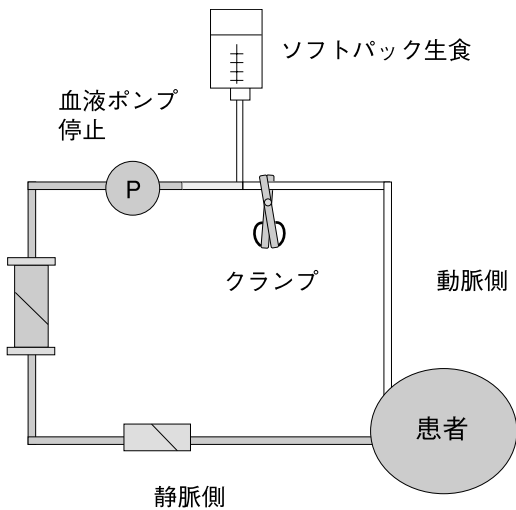 ソフトパック生食
血液ポンプ
停止
P
クランプ
動脈側
患者
静脈側